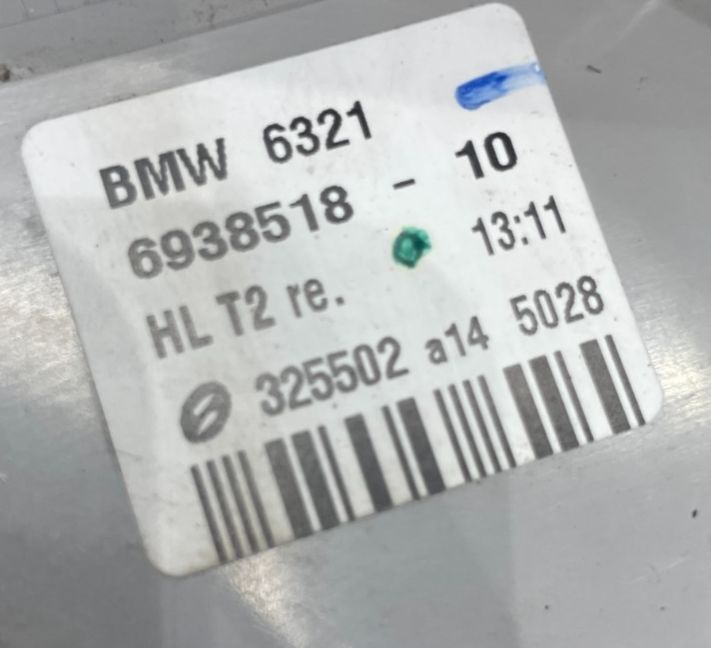 BMW 6321
6938518 - 10
HL T2 re. 13:11
325502 a14 5028